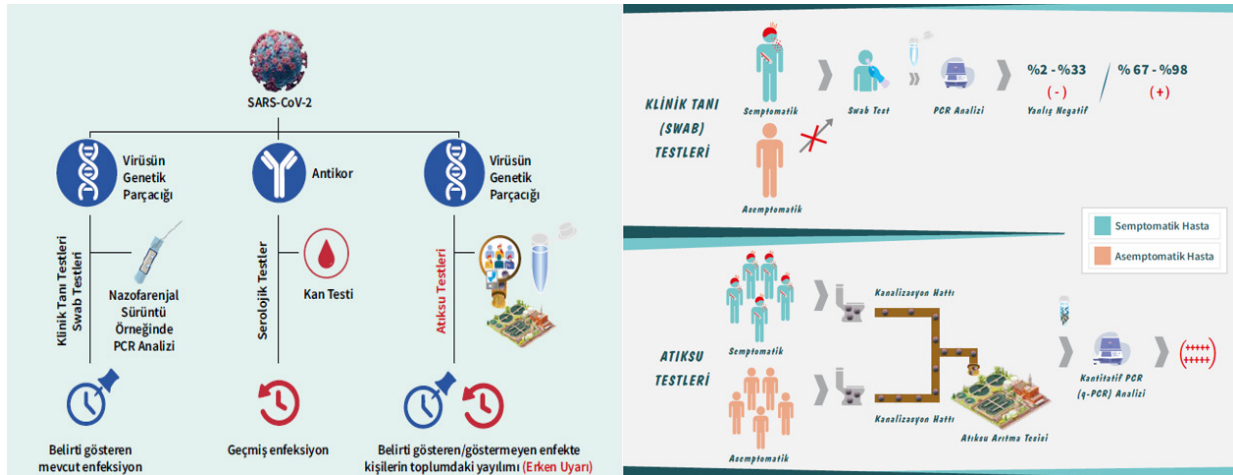 SARS-CoV-2
Virüsün
Genetik
Parçacığı
Antikor
Virüsün
Genetik
Parçacığı
Klinik Tanı Testleri
Swab Testleri
Nazofarenjal
Sürüntü
Örneğinde
PCR Analizi
Serolojik Testler
Kan Testi
Atıksu Testleri
Belirti gösteren
mevcut enfeksiyon
Geçmiş enfeksiyon
Belirti gösteren/göstermeyen enfekte
kişilerin toplumdaki yayılımı (Erken Uyarı)
KLİNİK TANI
(SWAB)
TESTLERİ
Semptomatik
Asemptomatik
Swab Test
PCR Analizi
%2 - %33
(-)
Yanlış Negatif
/
% 67 - %98
(+)
Semptomatik Hasta
Asemptomatik Hasta
ATIKSU
TESTLERİ
Semptomatik
Asemptomatik
Kanalizasyon Hattı
Kanalizasyon Hattı
Atıksu Arıtma Tesisi
Kantitatif PCR
(q-PCR) Analizi
(+++++
+++++)